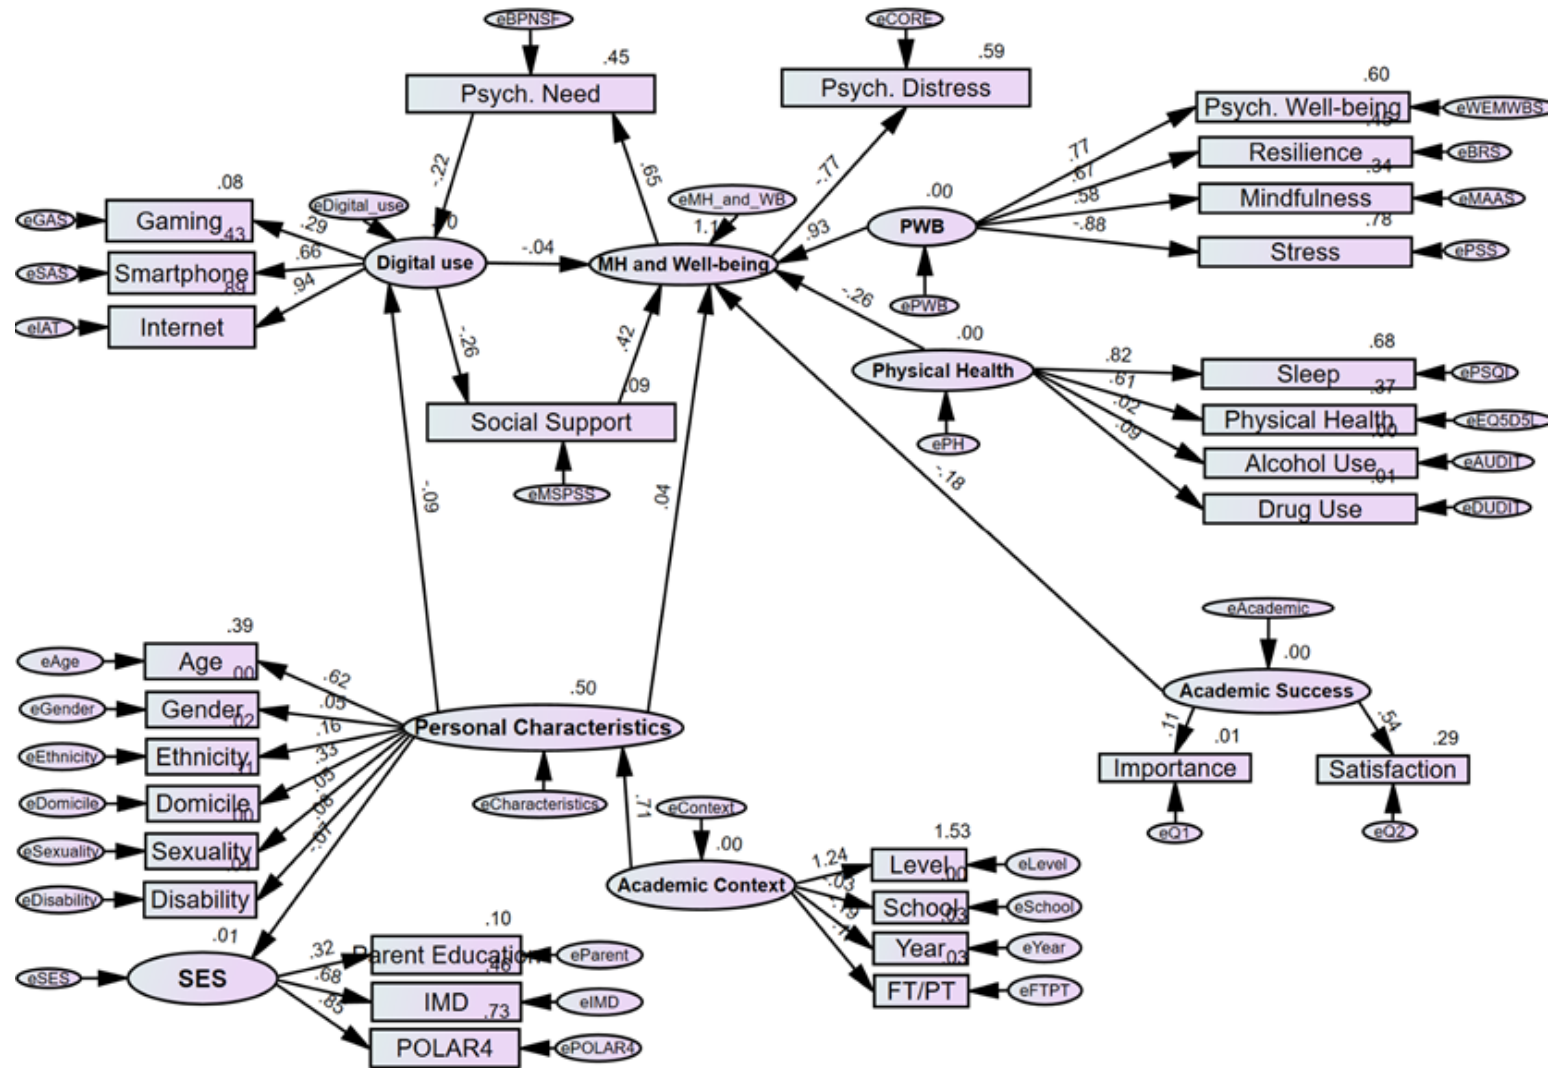 eBPNSF
eCORE
.45
.59
Psych. Need
Psych. Distress
.60
Psych. Well-being
eWEMWBS
.45
Resilience
eBRS
.34
Mindfulness
eMAAS
.78
Stress
ePSS
.77
.67
.58
-.88
.00
PWB
ePWB
.93
-.77
.65
-.22
eMH_and_WB
MH and Well-being
eDigital_use
Digital use
-.04
.08
eGAS
Gaming
.29
.43
eSAS
Smartphone
.66
.89
eIAT
Internet
.94
-.26
.42
.09
Social Support
eMSPSS
-.26
.00
Physical Health
ePH
.82
.61
.02
.09
.68
Sleep
ePSQI
.37
Physical Health
eEQ5D5L
.00
Alcohol Use
eAUDIT
.01
Drug Use
eDUDIT
-.09
.04
-.18
eAcademic
.00
Academic Success
.11
.54
.01
Importance
eQ1
.29
Satisfaction
eQ2
.39
eAge
Age
.62
.00
eGender
Gender
.05
.02
eEthnicity
Ethnicity
.16
eDomicile
Domicile
.33
.00
eSexuality
Sexuality
.05
.01
eDisability
Disability
-.07
.50
Personal Characteristics
eCharacteristics
.71
eContext
.00
Academic Context
1.24
-.03
1.53
Level
eLevel
.00
School
eSchool
.03
Year
eYear
.03
FT/PT
eFTPT
.01
eSES
SES
.32
.68
.85
.10
Parent Education
eParent
.46
IMD
eIMD
.73
POLAR4
ePOLAR4